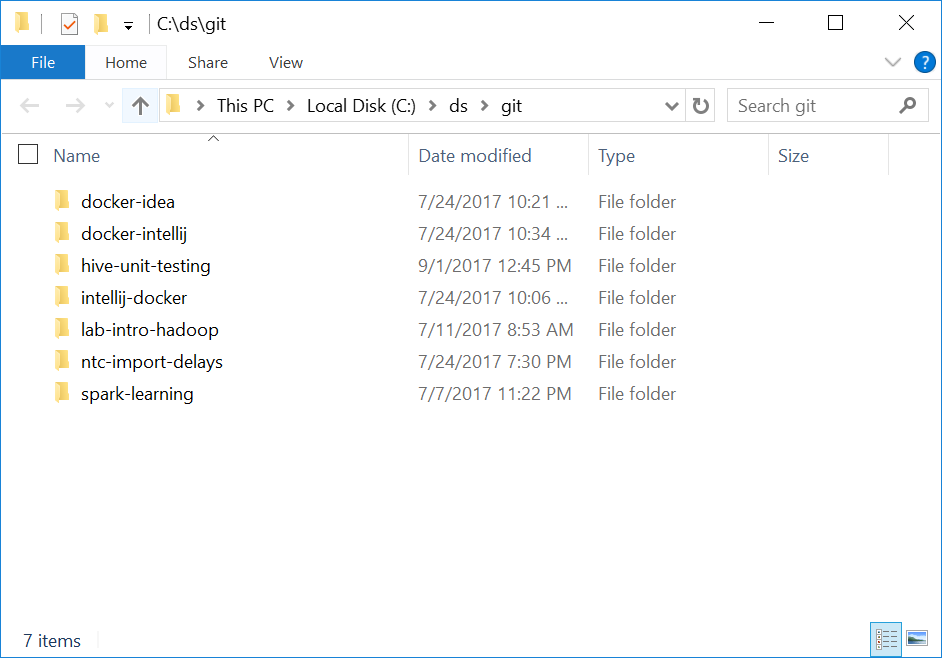 C:\ds\git
File Home Share View ?
This PC Local Disk (C:) ds git Search git
Name Date modified Type Size
docker-idea 7/24/2017 10:21 ... File folder
docker-intellij 7/24/2017 10:34 ... File folder
hive-unit-testing 9/1/2017 12:45 PM File folder
intellij-docker 7/24/2017 10:06 ... File folder
lab-intro-hadoop 7/11/2017 8:53 AM File folder
ntc-import-delays 7/24/2017 7:30 PM File folder
spark-learning 7/7/2017 11:22 PM File folder
7 items